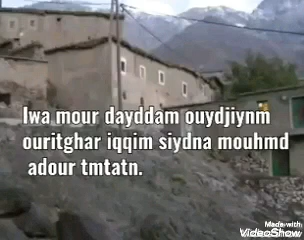 Iwa mour dayddam ouydjiynm
ouritghar iqqim siydna mouhmd
adour tmtatn.
Made with
VideoShow